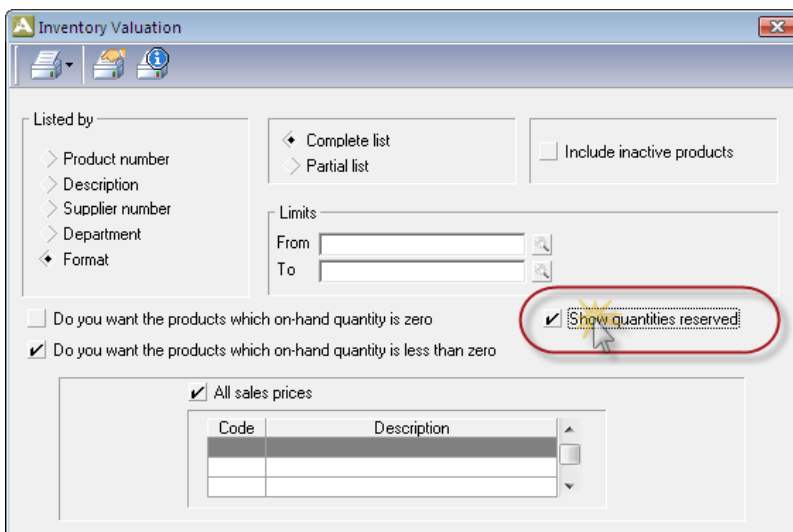 Inventory Valuation
Listed by
Product number
Description
Supplier number
Department
Format
Complete list
Partial list
Include inactive products
Limits
From
To
Do you want the products which on-hand quantity is zero
Show quantities reserved
Do you want the products which on-hand quantity is less than zero
All sales prices
Code Description